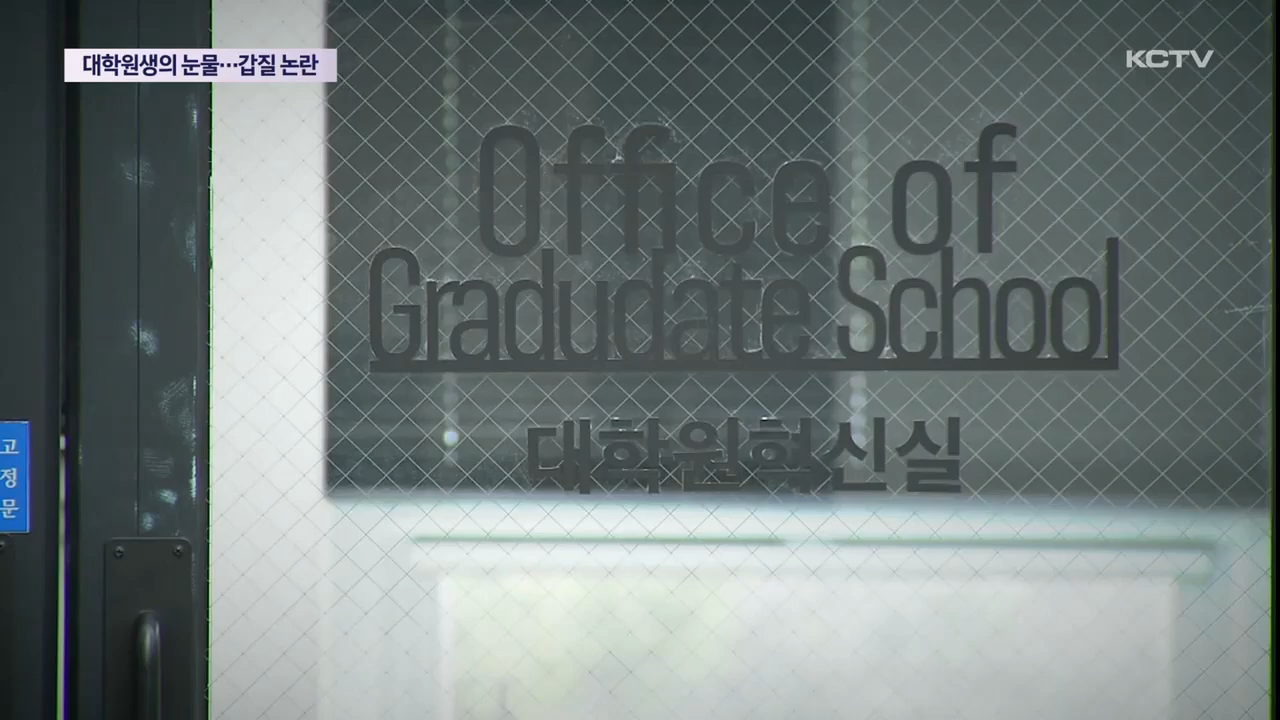 대학원생의 눈물…갑질 논란
KCTV
Office of
Gradudate School
대학원혁신실
고정문